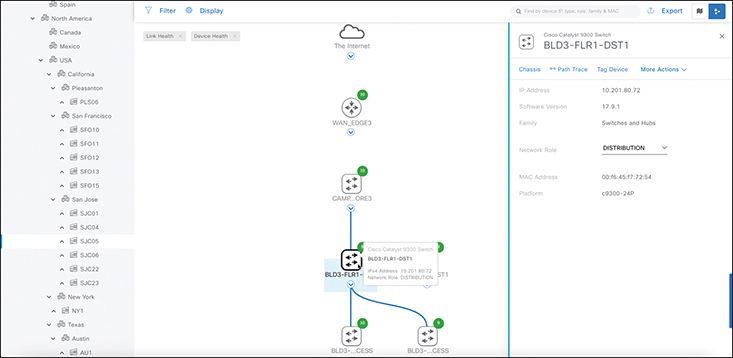 Spain
North America
Canada
Mexico
USA
California
Pleasanton
PLS06
San Francisco
SFO10
SFO11
SFO12
SFO13
SFO15
San Jose
SJC01
SJC04
SJC05
SJC06
SJC22
SJC23
New York
NY1
Texas
Austin
AU1
Filter
Display
Find by device IP, type, role, family & MAC
Export
Link Health ×
Device Health ×
The Internet
10
WAN_EDGE3
10
CAMP...ORE3
BLD3-FLR1-
ST1
Cisco Catalyst 9300 Switch
BLD3-FLR1-DST1
IPv4 Address 10.201.80.72
Network Role DISTRIBUTION
10
BLD3-...CESS
9
BLD3-...CESS
Cisco Catalyst 9300 Switch
BLD3-FLR1-DST1
Chassis
Path Trace
Tag Device
More Actions
IP Address 10.201.80.72
Software Version 17.9.1
Family Switches and Hubs
Network Role DISTRIBUTION
MAC Address 00:f6:45:f7:72:54
Platform c9300-24P